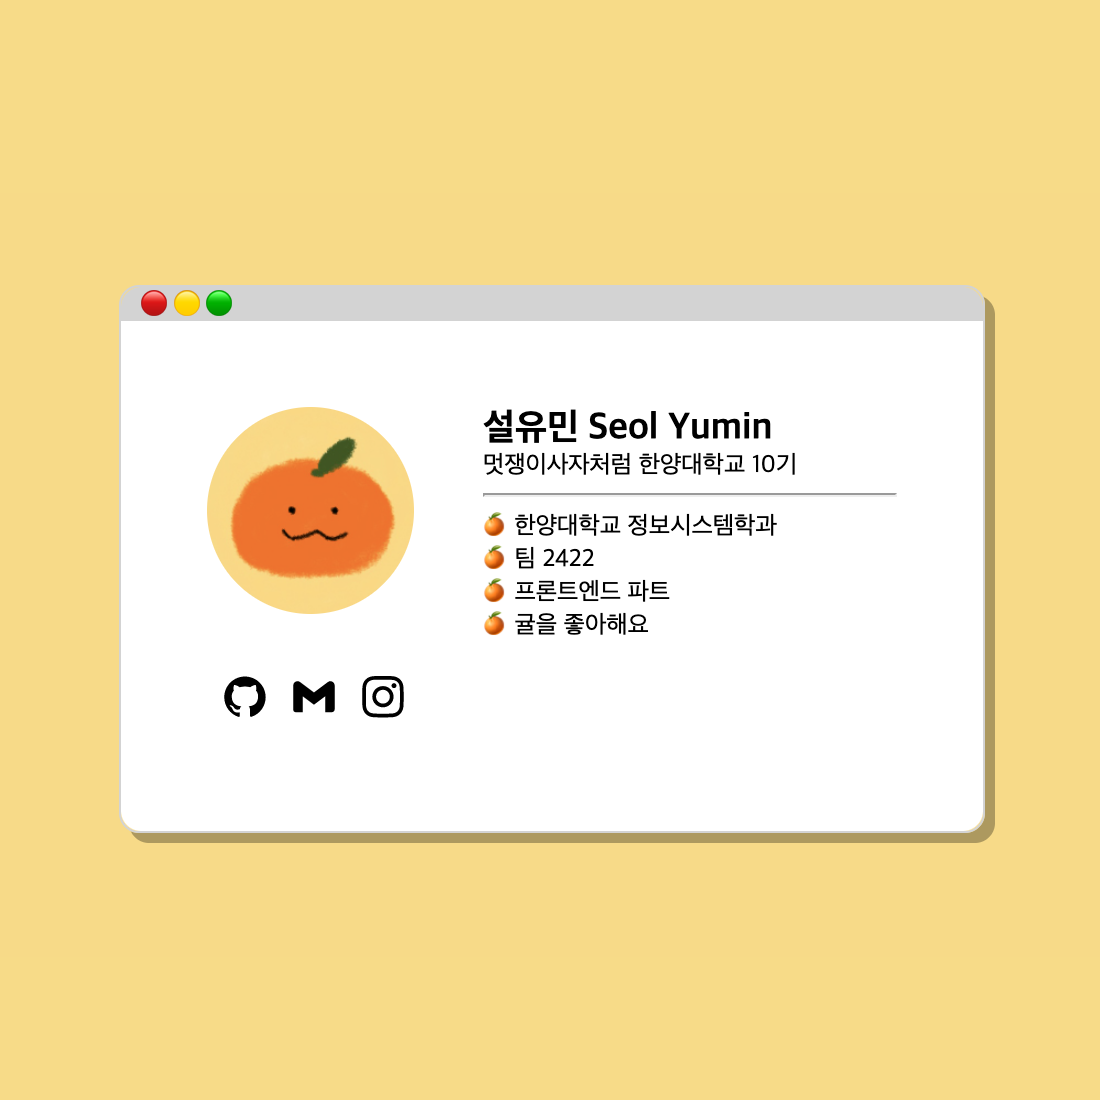 설유민 Seol Yumin
멋쟁이사자처럼 한양대학교 10기
🍊 한양대학교 정보시스템학과
🍊 팀 2422
🍊 프론트엔드 파트
🍊 귤을 좋아해요